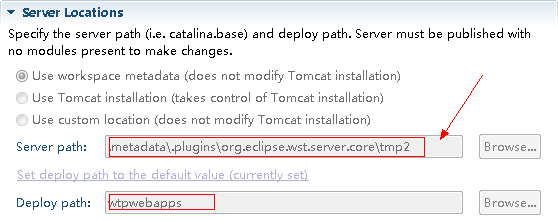 Server Locations
Specify the server path (i.e. catalina.base) and deploy path. Server must be published with
no modules present to make changes.
Use workspace metadata (does not modify Tomcat installation)
Use Tomcat installation (takes control of Tomcat installation)
Use custom location (does not modify Tomcat installation)
Server path: .metadata\.plugins\org.eclipse.wst.server.core\tmp2 Browse...
Set deploy path to the default value (currently set)
Deploy path: wtpwebapps Browse...